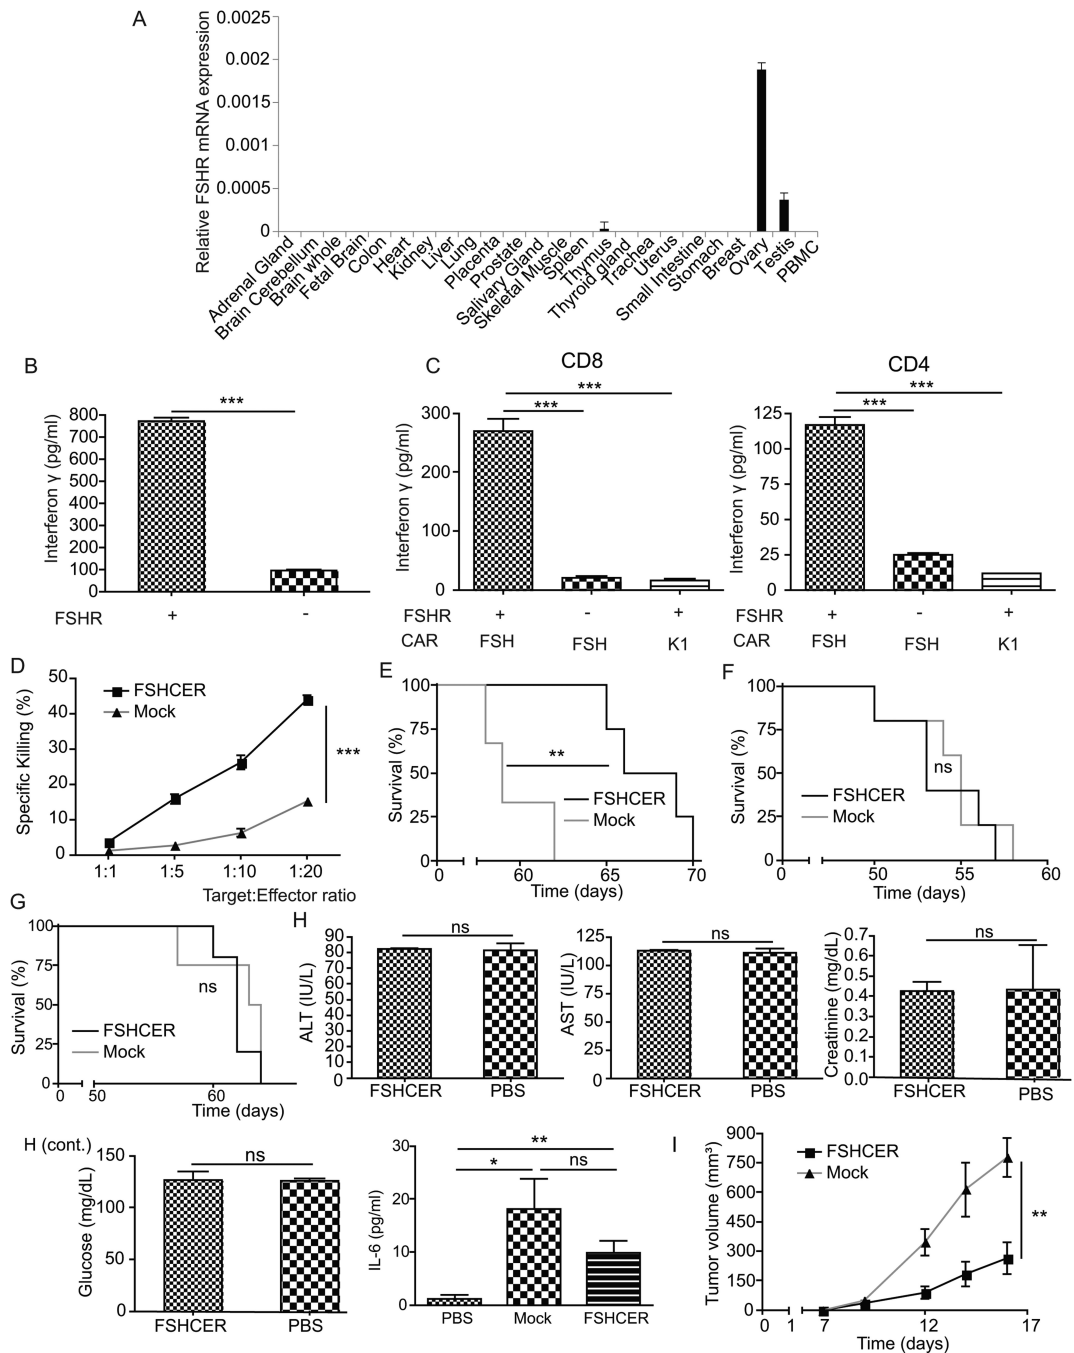 A
Relative FSHR mRNA expression
0.0025
0.002
0.0015
0.001
0.0005
0
Adrenal Gland
Brain Cerebellum
Brain whole
Fetal Brain
Colon
Heart
Kidney
Liver
Lung
Placenta
Prostate
Salivary Gland
Skeletal Muscle
Spleen
Thymus
Thyroid gland
Trachea
Uterus
Small Intestine
Stomach
Breast
Ovary
Testis
PBMC
B
Interferon γ (pg/ml)
800
700
600
500
400
300
200
100
0
***
FSHR + -
C
CD8
Interferon γ (pg/ml)
300
200
100
0
***
***
FSHR + - +
CAR FSH FSH K1
CD4
Interferon γ (pg/ml)
125
100
75
50
25
0
***
***
FSHR + - +
CAR FSH FSH K1
D
Specific Killing (%)
50
40
30
20
10
0
FSHCER
Mock
***
1:1 1:5 1:10 1:20
Target:Effector ratio
E
Survival (%)
100
75
50
25
0
**
FSHCER
Mock
0 60 65 70
Time (days)
F
Survival (%)
100
75
50
25
0
ns
FSHCER
Mock
0 50 55 60
Time (days)
G
Survival (%)
100
75
50
25
0
ns
FSHCER
Mock
0 50 60
Time (days)
H
ALT (IU/L)
90
80
70
60
50
40
30
20
10
0
ns
FSHCER PBS
AST (IU/L)
125
100
75
50
25
0
ns
FSHCER PBS
Creatinine (mg/dL)
0.7
0.6
0.5
0.4
0.3
0.2
0.1
0.0
ns
FSHCER PBS
H (cont.)
Glucose (mg/dL)
150
100
50
0
ns
FSHCER PBS
IL-6 (pg/ml)
30
20
10
0
**
*
ns
PBS Mock FSHCER
I
Tumor volume (mm³)
900
750
600
450
300
150
0
FSHCER
Mock
**
0 1 7 12 17
Time (days)